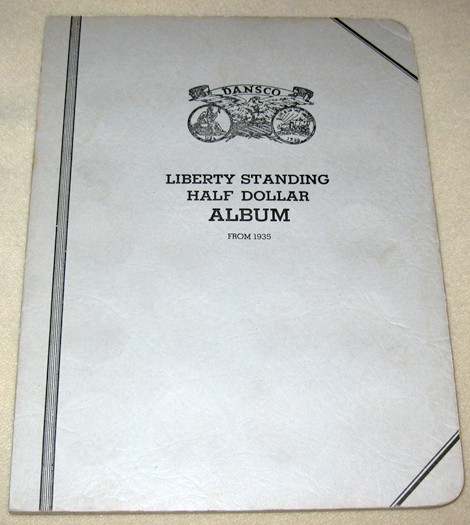 DANSCO
LIBERTY STANDING
HALF DOLLAR
ALBUM
FROM 1935